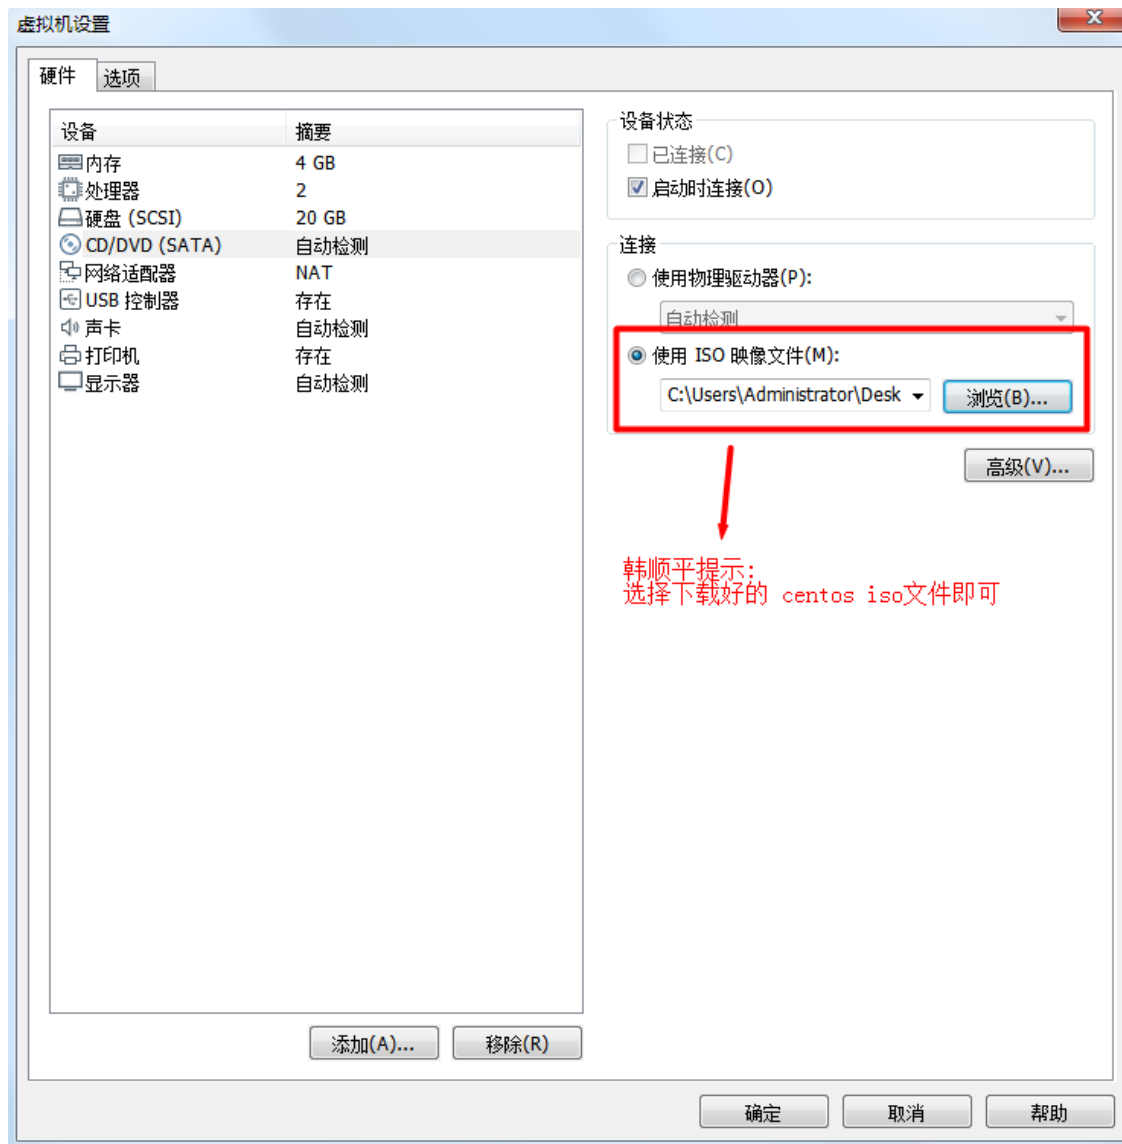 虚拟机设置
硬件 选项
设备 摘要
内存 4 GB
处理器 2
硬盘 (SCSI) 20 GB
CD/DVD (SATA) 自动检测
网络适配器 NAT
USB 控制器 存在
声卡 自动检测
打印机 存在
显示器 自动检测
添加(A)... 移除(R)
设备状态
已连接(C)
启动时连接(O)
连接
使用物理驱动器(P):
自动检测
使用 ISO 映像文件(M):
C:\Users\Administrator\Desk 浏览(B)...
高级(V)...
韩顺平提示:
选择下载好的 centos iso文件即可
确定 取消 帮助